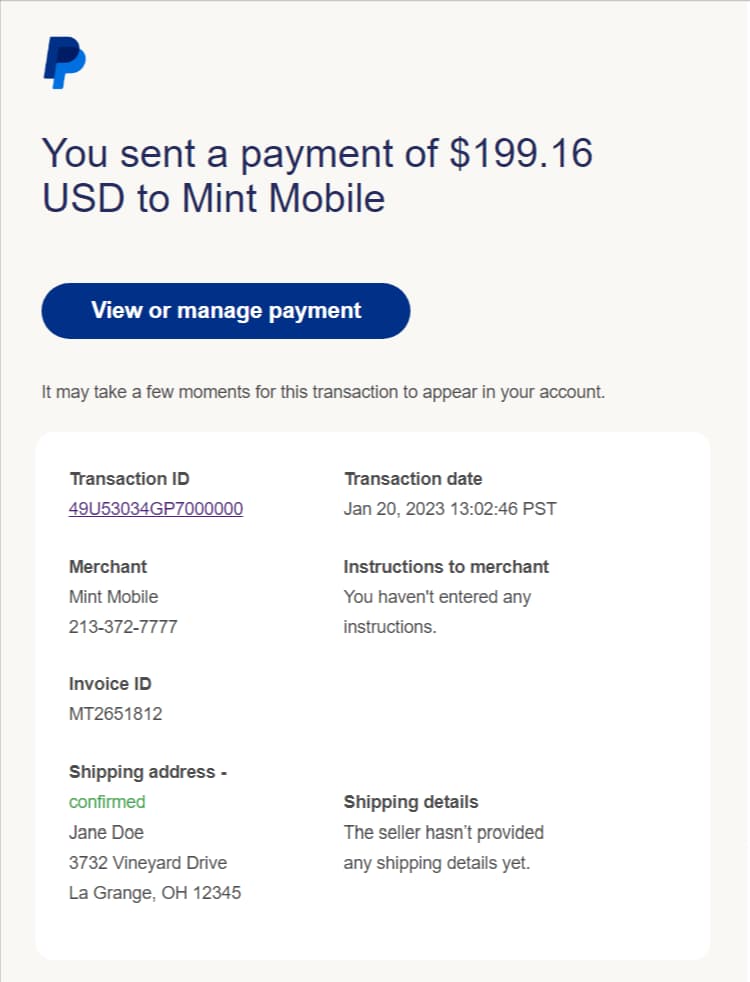 You sent a payment of $199.16
USD to Mint Mobile
View or manage payment
It may take a few moments for this transaction to appear in your account.
Transaction ID
49U53034GP7000000
Transaction date
Jan 20, 2023 13:02:46 PST
Merchant
Mint Mobile
213-372-7777
Instructions to merchant
You haven't entered any
instructions.
Invoice ID
MT2651812
Shipping address -
confirmed
Jane Doe
3732 Vineyard Drive
La Grange, OH 12345
Shipping details
The seller hasn’t provided
any shipping details yet.